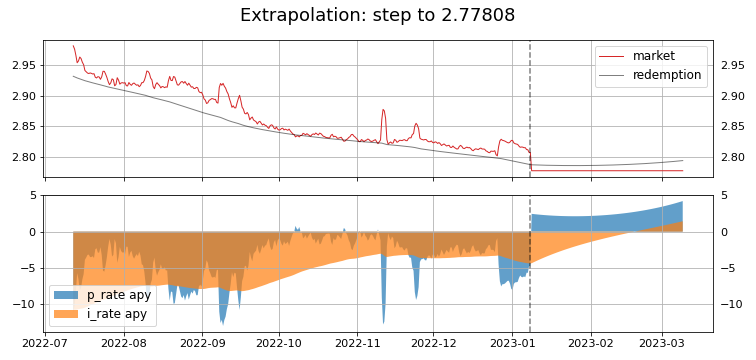 Extrapolation: step to 2.77808
2.95 2.95
2.90 2.90
2.85 2.85
2.80 2.80
market
redemption
5 5
0 0
−5 −5
−10 −10
p_rate apy
i_rate apy
2022-07 2022-08 2022-09 2022-10 2022-11 2022-12 2023-01 2023-02 2023-03